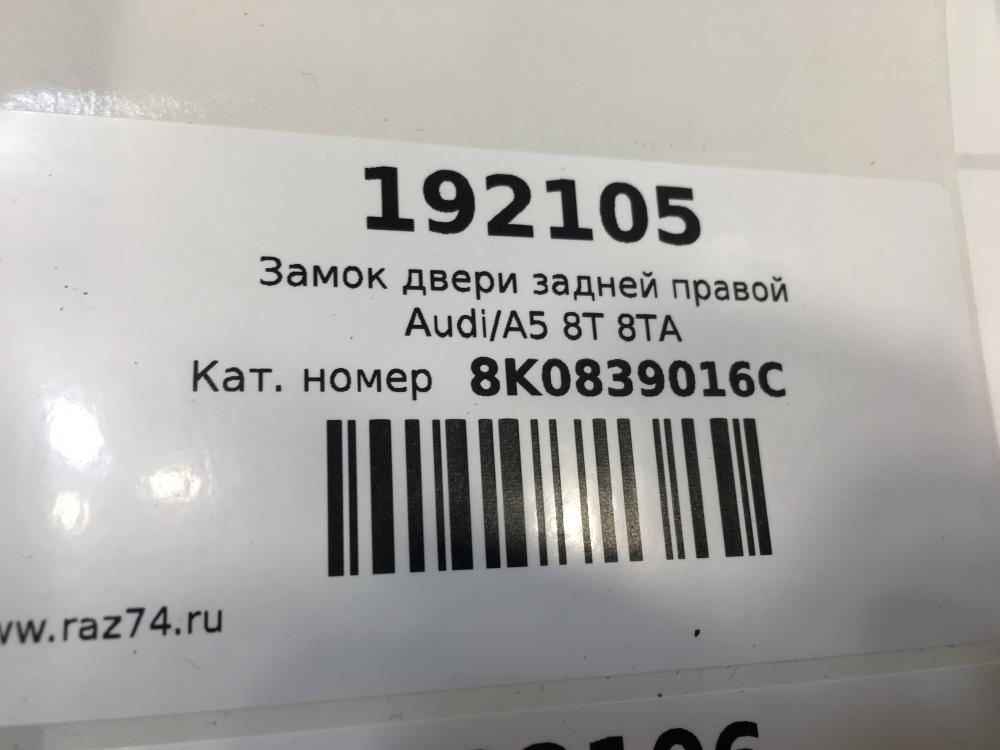 192105
Замок двери задней правой
Audi/A5 8T 8TA
Кат. номер 8K0839016C
www.raz74.ru